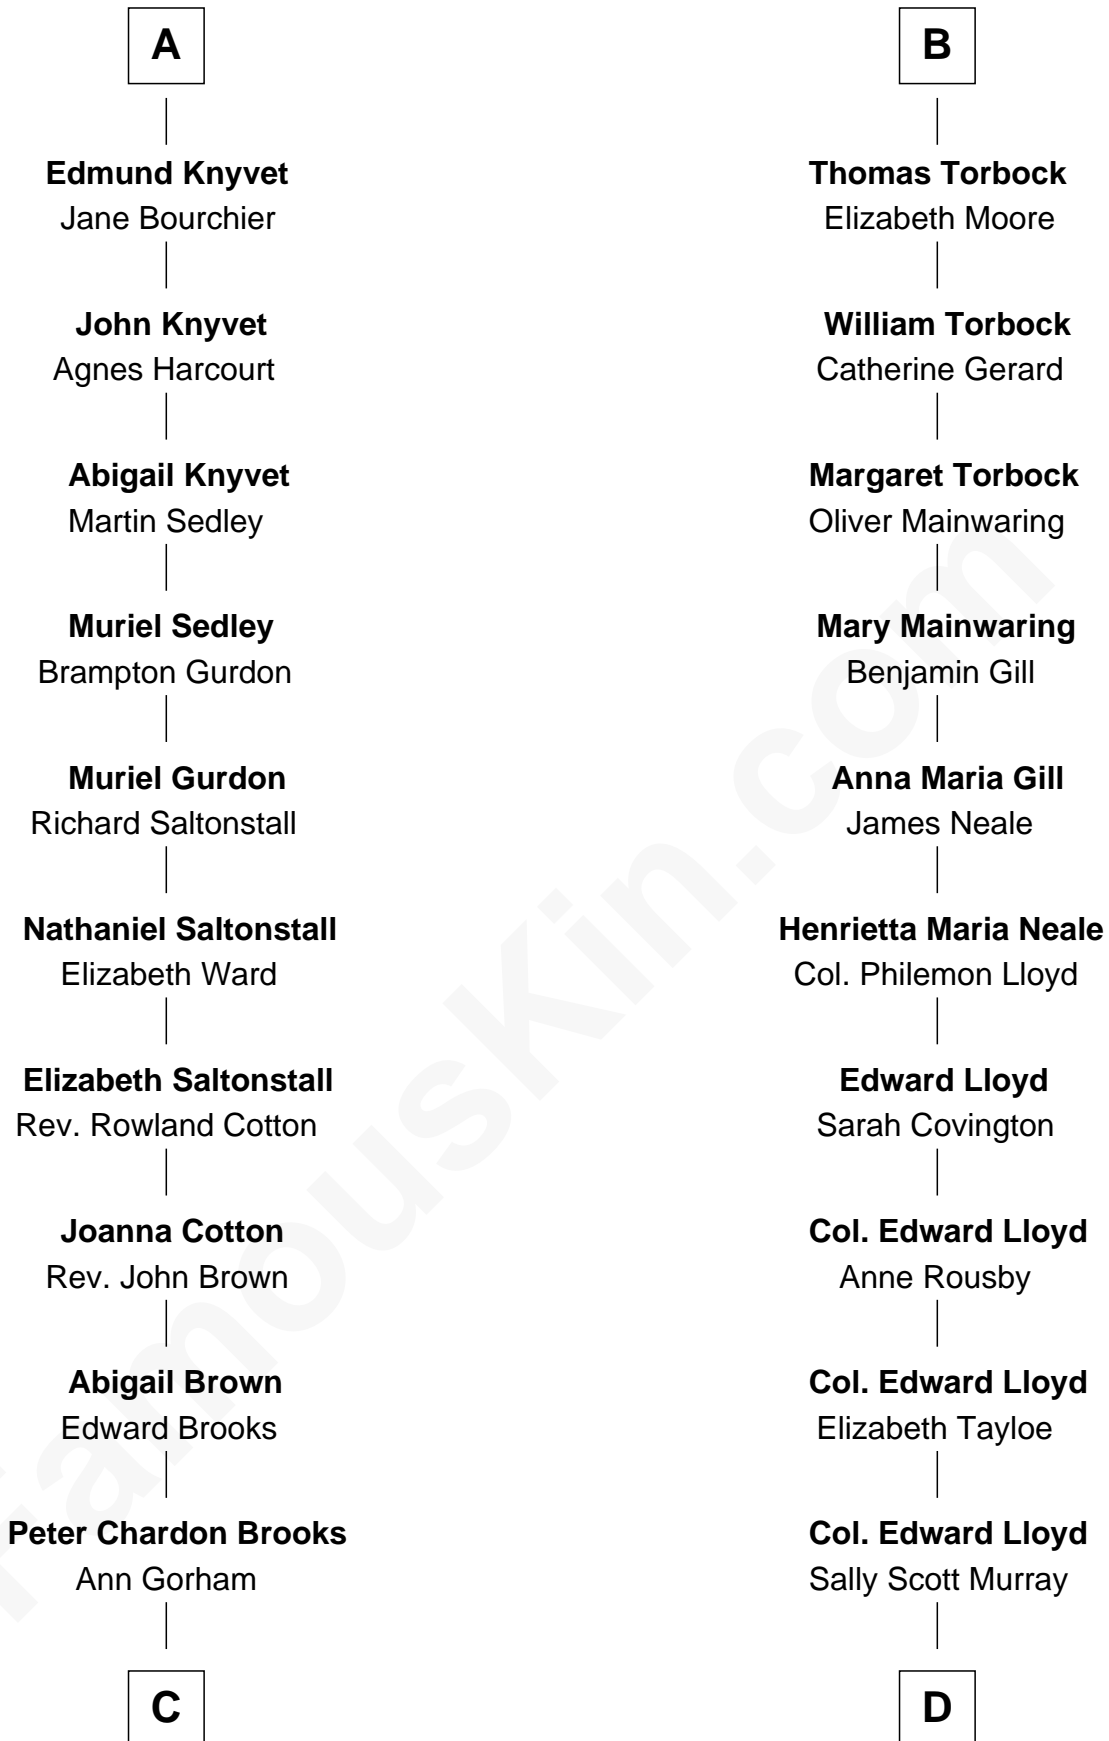 A
Edmund Knyvet
Jane Bourchier
John Knyvet
Agnes Harcourt
Abigail Knyvet
Martin Sedley
Muriel Sedley
Brampton Gurdon
Muriel Gurdon
Richard Saltonstall
Nathaniel Saltonstall
Elizabeth Ward
Elizabeth Saltonstall
Rev. Rowland Cotton
Joanna Cotton
Rev. John Brown
Abigail Brown
Edward Brooks
Peter Chardon Brooks
Ann Gorham
C
B
Thomas Torbock
Elizabeth Moore
William Torbock
Catherine Gerard
Margaret Torbock
Oliver Mainwaring
Mary Mainwaring
Benjamin Gill
Anna Maria Gill
James Neale
Henrietta Maria Neale
Col. Philemon Lloyd
Edward Lloyd
Sarah Covington
Col. Edward Lloyd
Anne Rousby
Col. Edward Lloyd
Elizabeth Tayloe
Col. Edward Lloyd
Sally Scott Murray
D
FamousKin.com